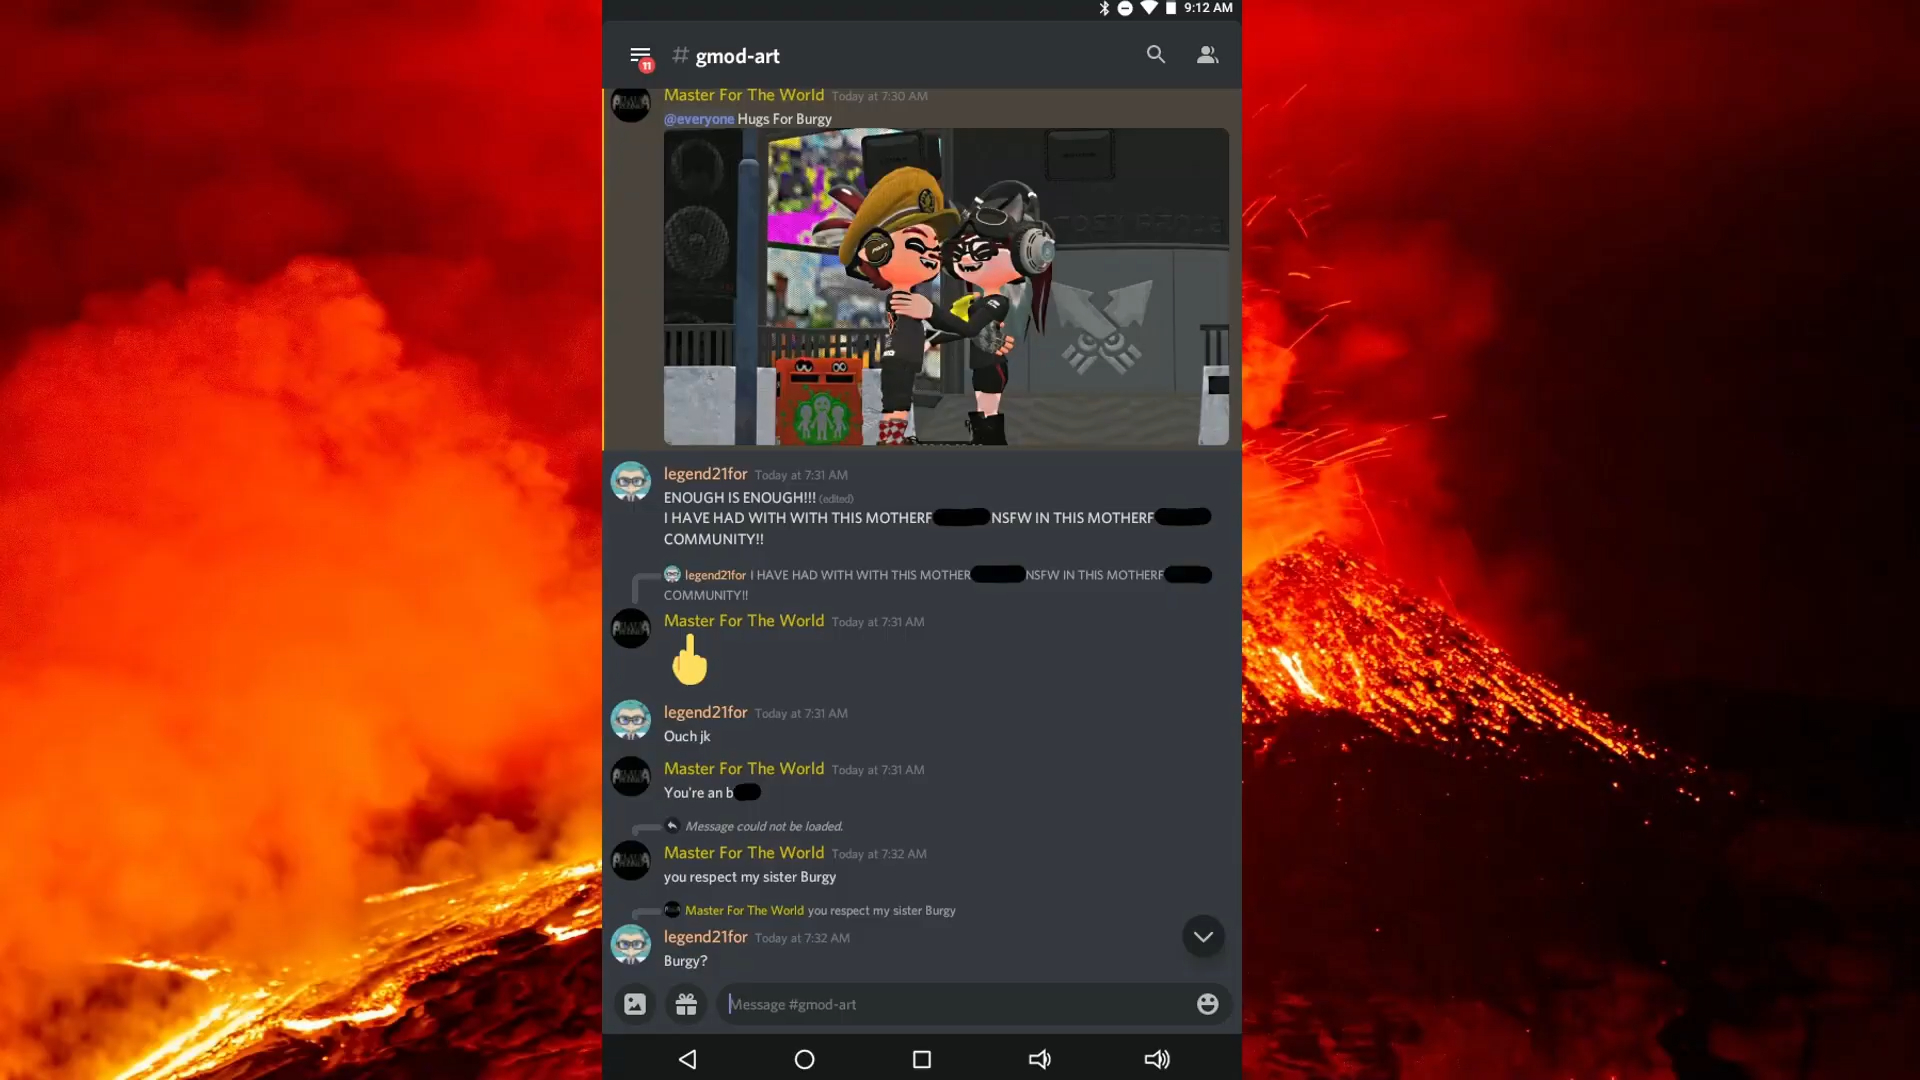 9:12 AM
11
# gmod-art
Master For The World Today at 7:30 AM
@everyone Hugs For Burgy
legend21for Today at 7:31 AM
ENOUGH IS ENOUGH!!! (edited)
I HAVE HAD WITH WITH THIS MOTHERF NSFW IN THIS MOTHERF
COMMUNITY!!
legend21for I HAVE HAD WITH WITH THIS MOTHER NSFW IN THIS MOTHERF
COMMUNITY!!
Master For The World Today at 7:31 AM
legend21for Today at 7:31 AM
Ouch jk
Master For The World Today at 7:31 AM
You're an b
Message could not be loaded.
Master For The World Today at 7:32 AM
you respect my sister Burgy
Master For The World you respect my sister Burgy
legend21for Today at 7:32 AM
Burgy?
Message #gmod-art